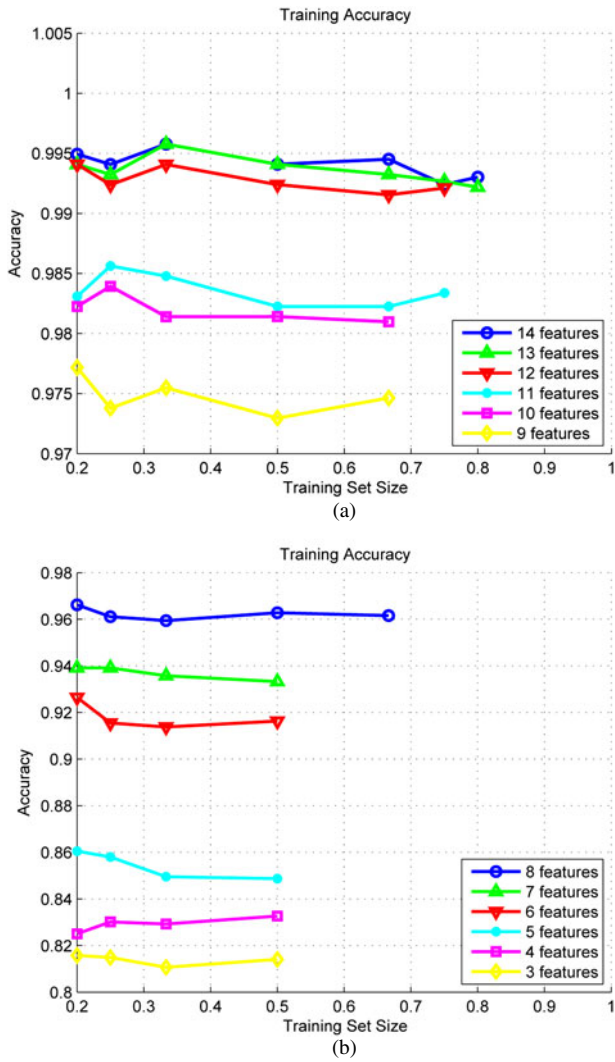 Training Accuracy
1.005
1
0.995
0.99
0.985
0.98
0.975
0.97
Accuracy
14 features
13 features
12 features
11 features
10 features
9 features
0.2 0.3 0.4 0.5 0.6 0.7 0.8 0.9 1
Training Set Size
(a)
Training Accuracy
0.98
0.96
0.94
0.92
0.9
0.88
0.86
0.84
0.82
0.8
Accuracy
8 features
7 features
6 features
5 features
4 features
3 features
0.2 0.3 0.4 0.5 0.6 0.7 0.8 0.9 1
Training Set Size
(b)